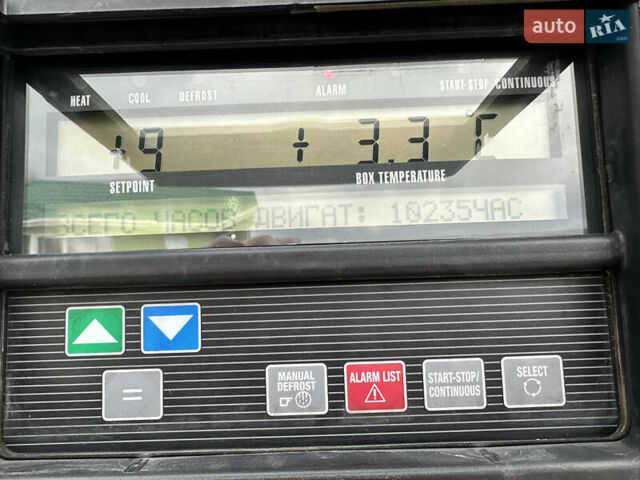 auto RIA.com
HEAT COOL DEFROST ALARM START-STOP CONTINUOUS
+9 + 3.3 C
SETPOINT BOX TEMPERATURE
ВСЕГО ЧАСОВ ДВИГАТ: 10235ЧАС
MANUAL DEFROST
ALARM LIST
START-STOP/CONTINUOUS
SELECT
=